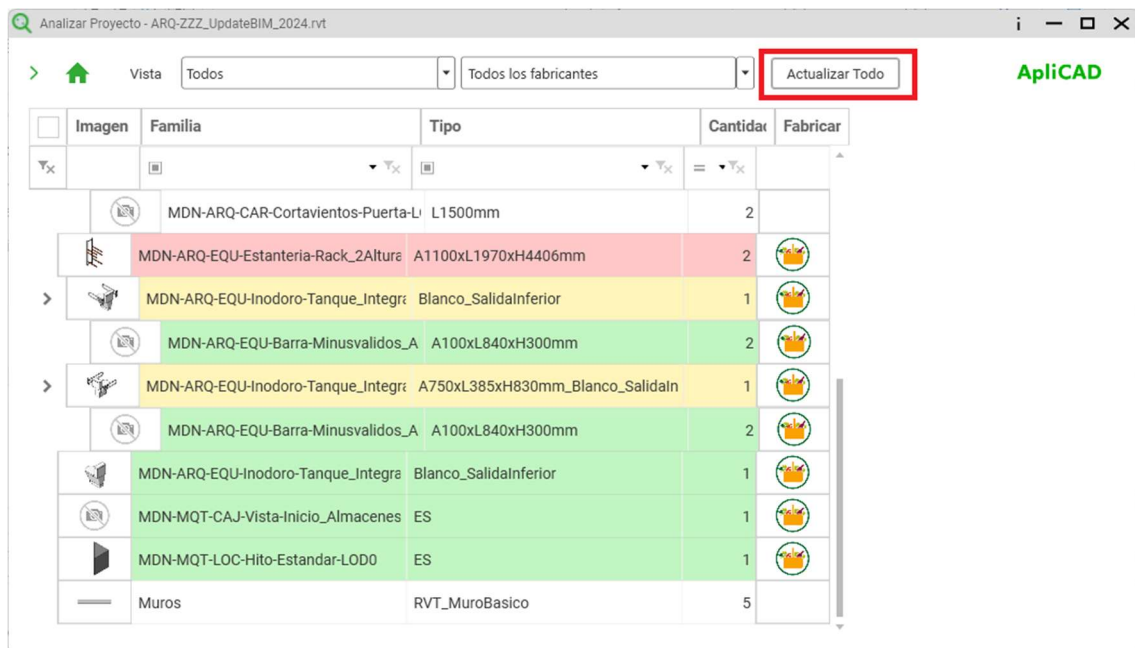 Analizar Proyecto - ARQ-ZZZ_UpdateBIM_2024.rvt
Vista Todos Todos los fabricantes Actualizar Todo ApliCAD
Imagen Familia Tipo Cantidad Fabricar
MDN-ARQ-CAR-Cortavientos-Puerta-L L1500mm 2
MDN-ARQ-EQU-Estanteria-Rack_2Altura A1100xL1970xH4406mm 2
MDN-ARQ-EQU-Inodoro-Tanque_Integra Blanco_SalidaInferior 1
MDN-ARQ-EQU-Barra-Minusvalidos_A A100xL840xH300mm 2
MDN-ARQ-EQU-Inodoro-Tanque_Integra A750xL385xH830mm_Blanco_SalidaIn 1
MDN-ARQ-EQU-Barra-Minusvalidos_A A100xL840xH300mm 2
MDN-ARQ-EQU-Inodoro-Tanque_Integra Blanco_SalidaInferior 1
MDN-MQT-CAJ-Vista-Inicio_Almacenes ES 1
MDN-MQT-LOC-Hito-Estandar-LOD0 ES 1
Muros RVT_MuroBasico 5